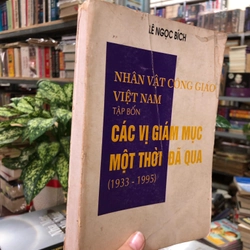 LÊ NGỌC BÍCH
NHÂN VẬT CÔNG GIÁO
VIỆT NAM
TẬP BỐN
CÁC VỊ GIÁM MỤC
MỘT THỜI ĐÃ QUA
(1933 - 1995)